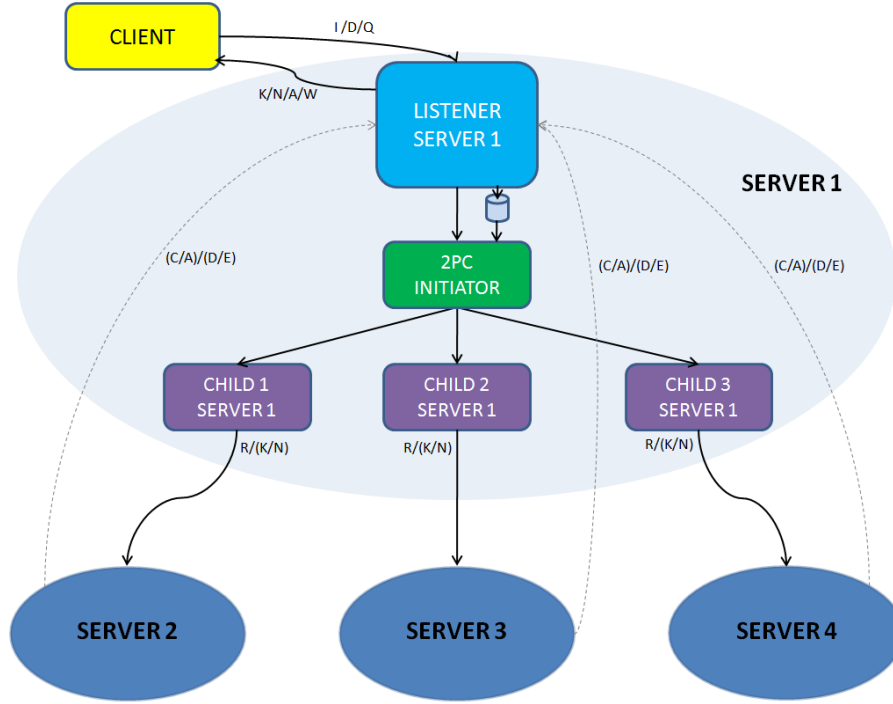 CLIENT
I/D/Q
K/N/A/W
LISTENER
SERVER 1
SERVER 1
2PC
INITIATOR
(C/A)/(D/E)
(C/A)/(D/E)
(C/A)/(D/E)
CHILD 1
SERVER 1
CHILD 2
SERVER 1
CHILD 3
SERVER 1
R/(K/N)
R/(K/N)
R/(K/N)
SERVER 2
SERVER 3
SERVER 4